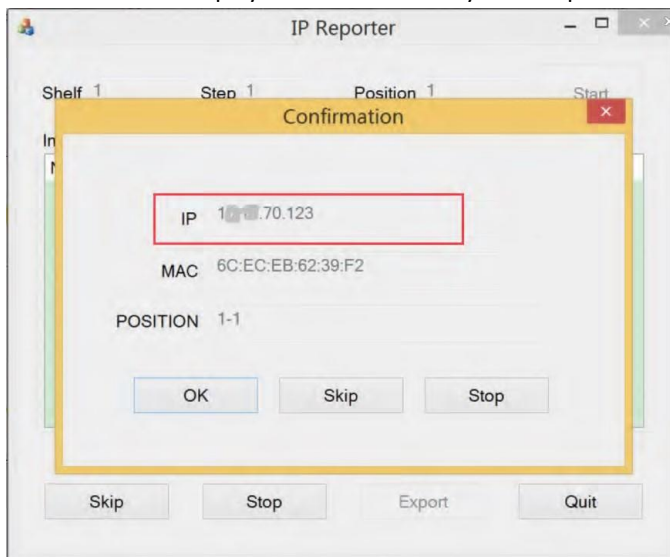 IP Reporter
Shelf 1 Step 1 Position 1 Start
Confirmation
IP .70.123
MAC 6C:EC:EB:62:39:F2
POSITION 1-1
OK Skip Stop
Skip Stop Export Quit